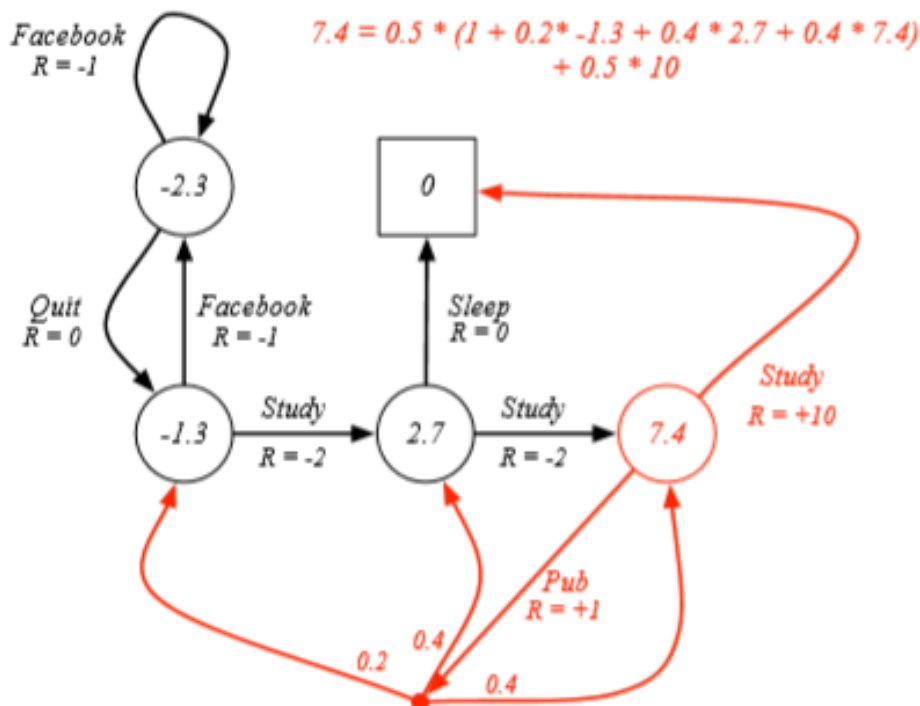 Facebook
R = -1
7.4 = 0.5 * (1 + 0.2* -1.3 + 0.4 * 2.7 + 0.4 * 7.4)
+ 0.5 * 10
-2.3
0
Quit
R = 0
Facebook
R = -1
Sleep
R = 0
Study
R = +10
-1.3
Study
R = -2
2.7
Study
R = -2
7.4
Pub
R = +1
0.2
0.4
0.4